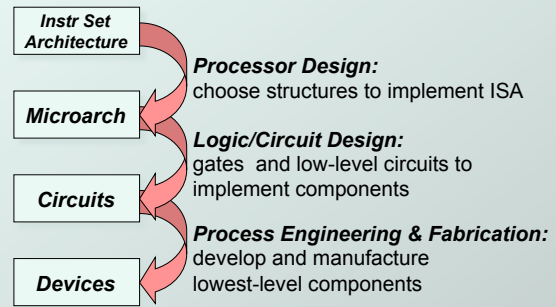 Instr Set
Architecture
Processor Design:
choose structures to implement ISA
Microarch
Logic/Circuit Design:
gates and low-level circuits to
implement components
Circuits
Process Engineering & Fabrication:
develop and manufacture
lowest-level components
Devices